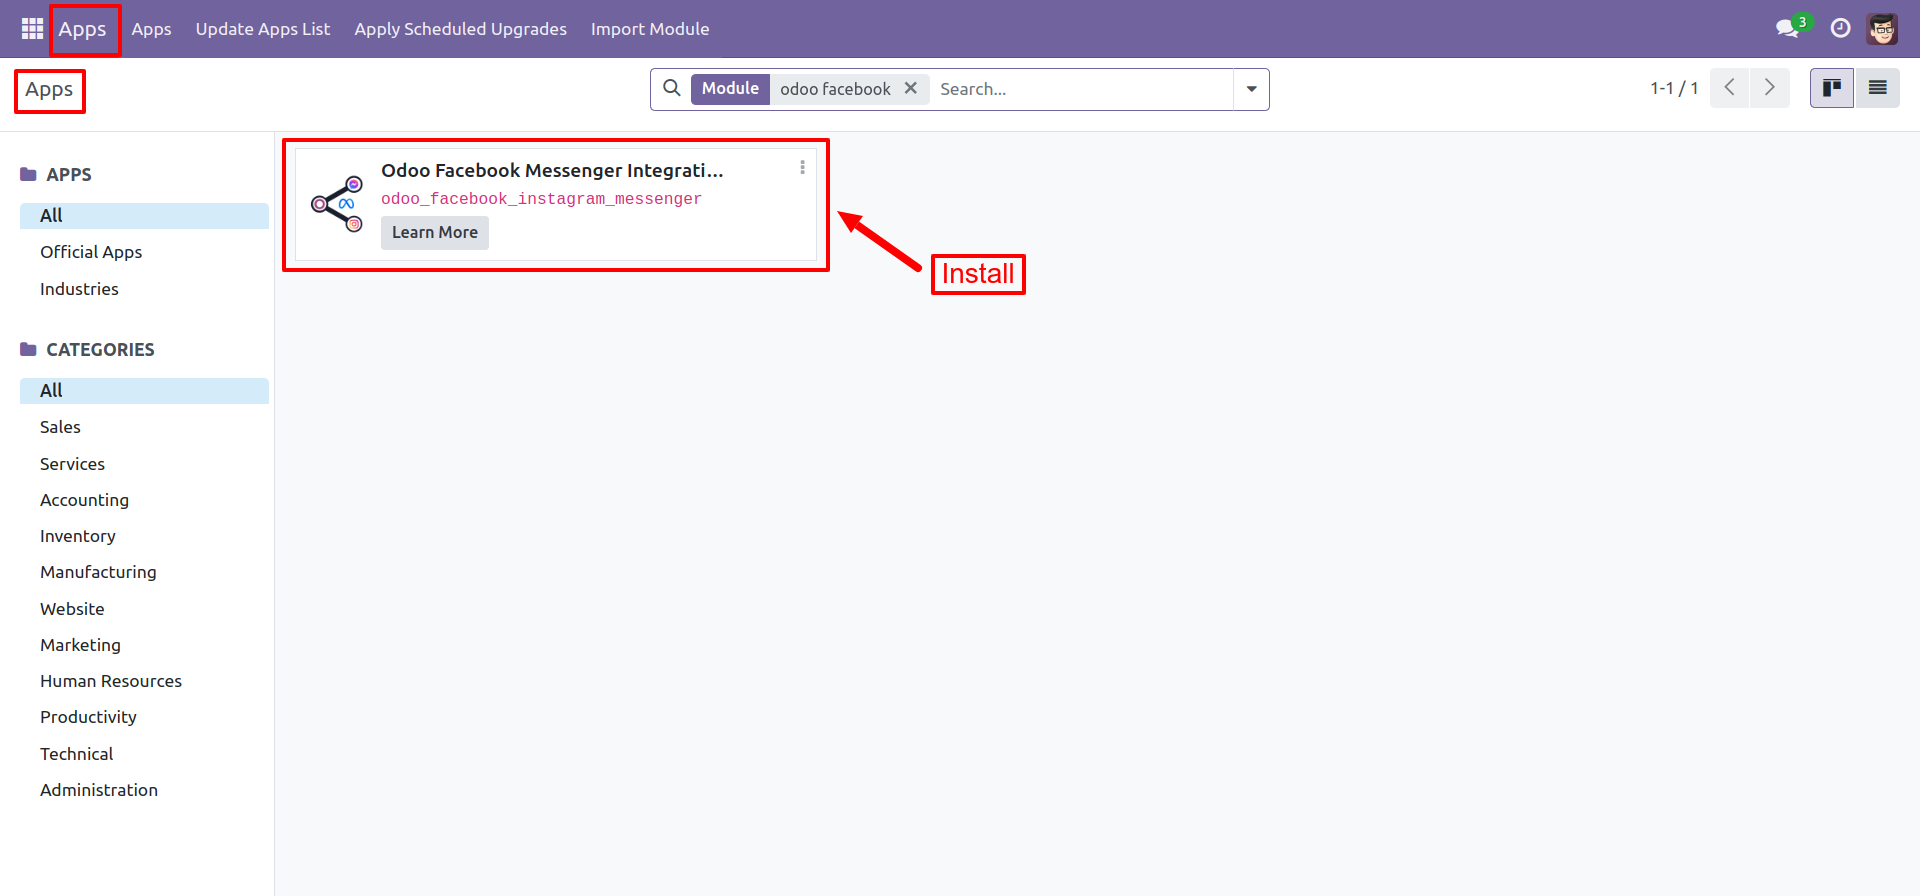 Apps Apps Update Apps List Apply Scheduled Upgrades Import Module 3
Apps Module odoo facebook Search... 1-1 / 1
APPS
All
Official Apps
Industries
CATEGORIES
All
Sales
Services
Accounting
Inventory
Manufacturing
Website
Marketing
Human Resources
Productivity
Technical
Administration
Odoo Facebook Messenger Integrati...
odoo_facebook_instagram_messenger
Learn More
Install